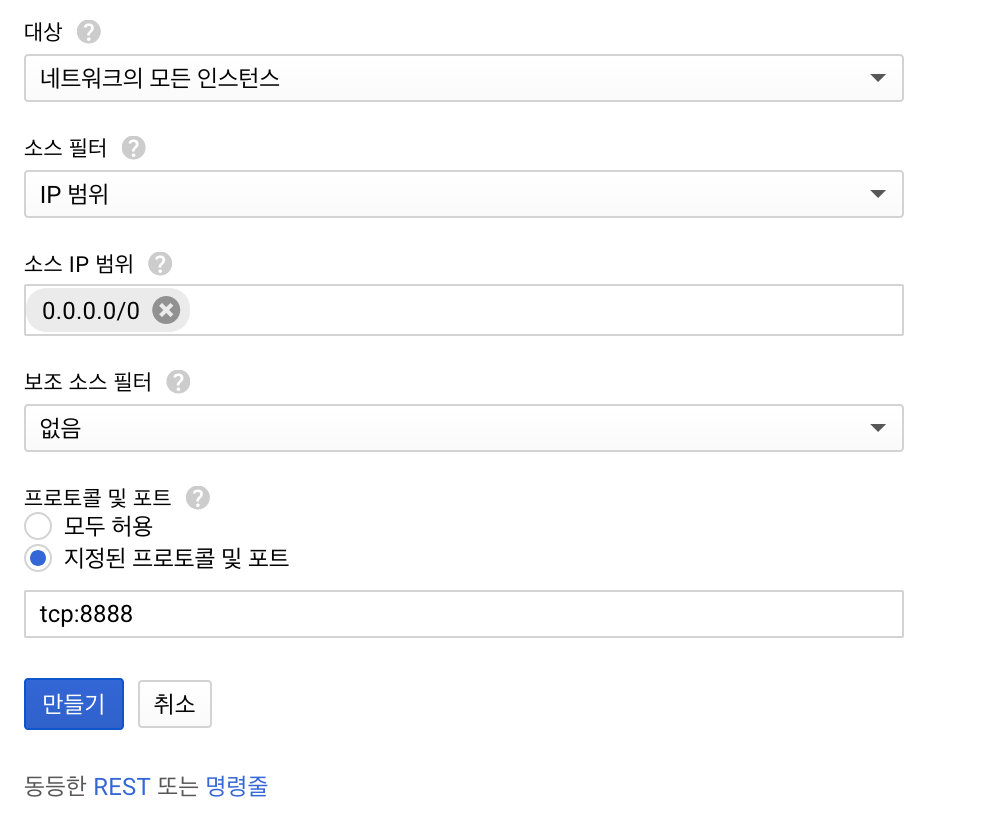 대상
네트워크의 모든 인스턴스
소스 필터
IP 범위
소스 IP 범위
0.0.0.0/0
보조 소스 필터
없음
프로토콜 및 포트
모두 허용
지정된 프로토콜 및 포트
tcp:8888
만들기 취소
동등한 REST 또는 명령줄